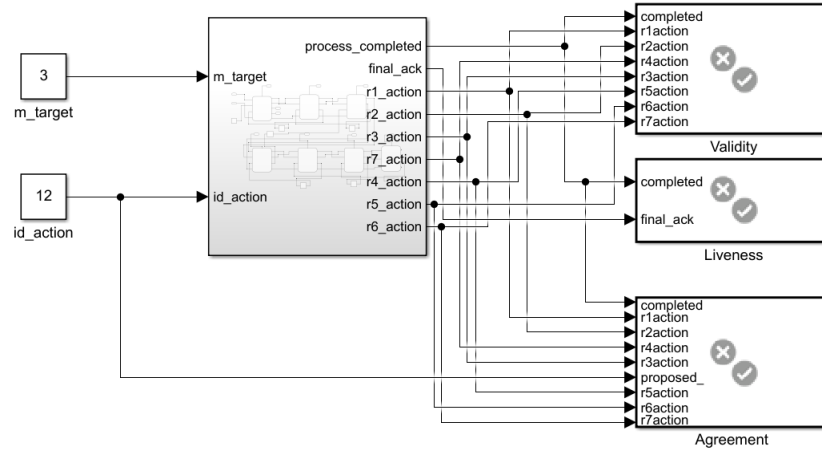 3
m_target
12
id_action
m_target
id_action
process_completed
final_ack
r1_action
r2_action
r3_action
r7_action
r4_action
r5_action
r6_action
completed
r1action
r2action
r4action
r3action
r5action
r6action
r7action
Validity
completed
final_ack
Liveness
completed
r1action
r2action
r4action
r3action
proposed_
r5action
r6action
r7action
Agreement